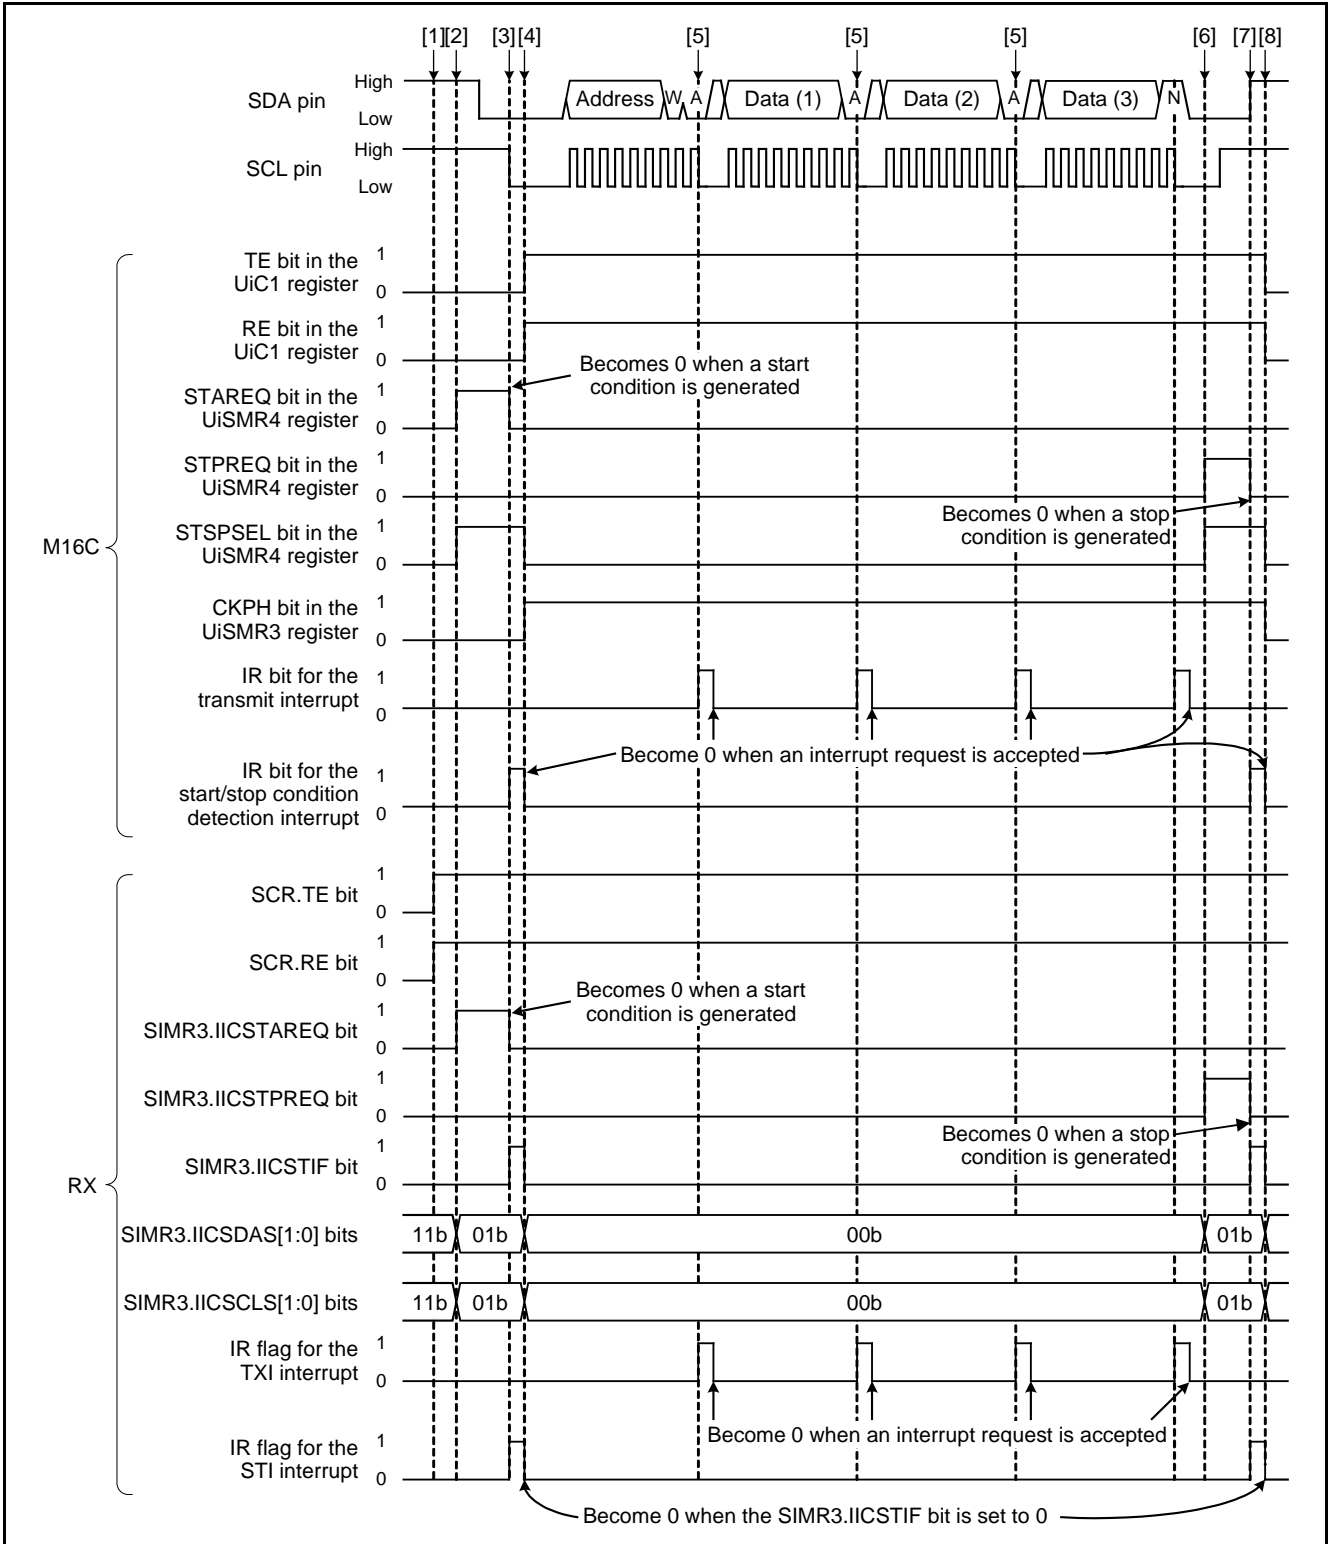 [1][2] [3][4] [5] [5] [5] [6] [7][8]
SDA pin
High
Low
Address W A Data (1) A Data (2) A Data (3) N
SCL pin
High
Low
M16C
TE bit in the
UiC1 register
1
0
RE bit in the
UiC1 register
1
0
Becomes 0 when a start
condition is generated
STAREQ bit in the
UiSMR4 register
1
0
STPREQ bit in the
UiSMR4 register
1
0
Becomes 0 when a stop
condition is generated
STSPSEL bit in the
UiSMR4 register
1
0
CKPH bit in the
UiSMR3 register
1
0
IR bit for the
transmit interrupt
1
0
Become 0 when an interrupt request is accepted
IR bit for the
start/stop condition
detection interrupt
1
0
RX
SCR.TE bit
1
0
SCR.RE bit
1
0
Becomes 0 when a start
condition is generated
SIMR3.IICSTAREQ bit
1
0
SIMR3.IICSTPREQ bit
1
0
Becomes 0 when a stop
condition is generated
SIMR3.IICSTIF bit
1
0
SIMR3.IICSDAS[1:0] bits 11b 01b 00b 01b
SIMR3.IICSCLS[1:0] bits 11b 01b 00b 01b
IR flag for the
TXI interrupt
1
0
Become 0 when an interrupt request is accepted
IR flag for the
STI interrupt
1
0
Become 0 when the SIMR3.IICSTIF bit is set to 0